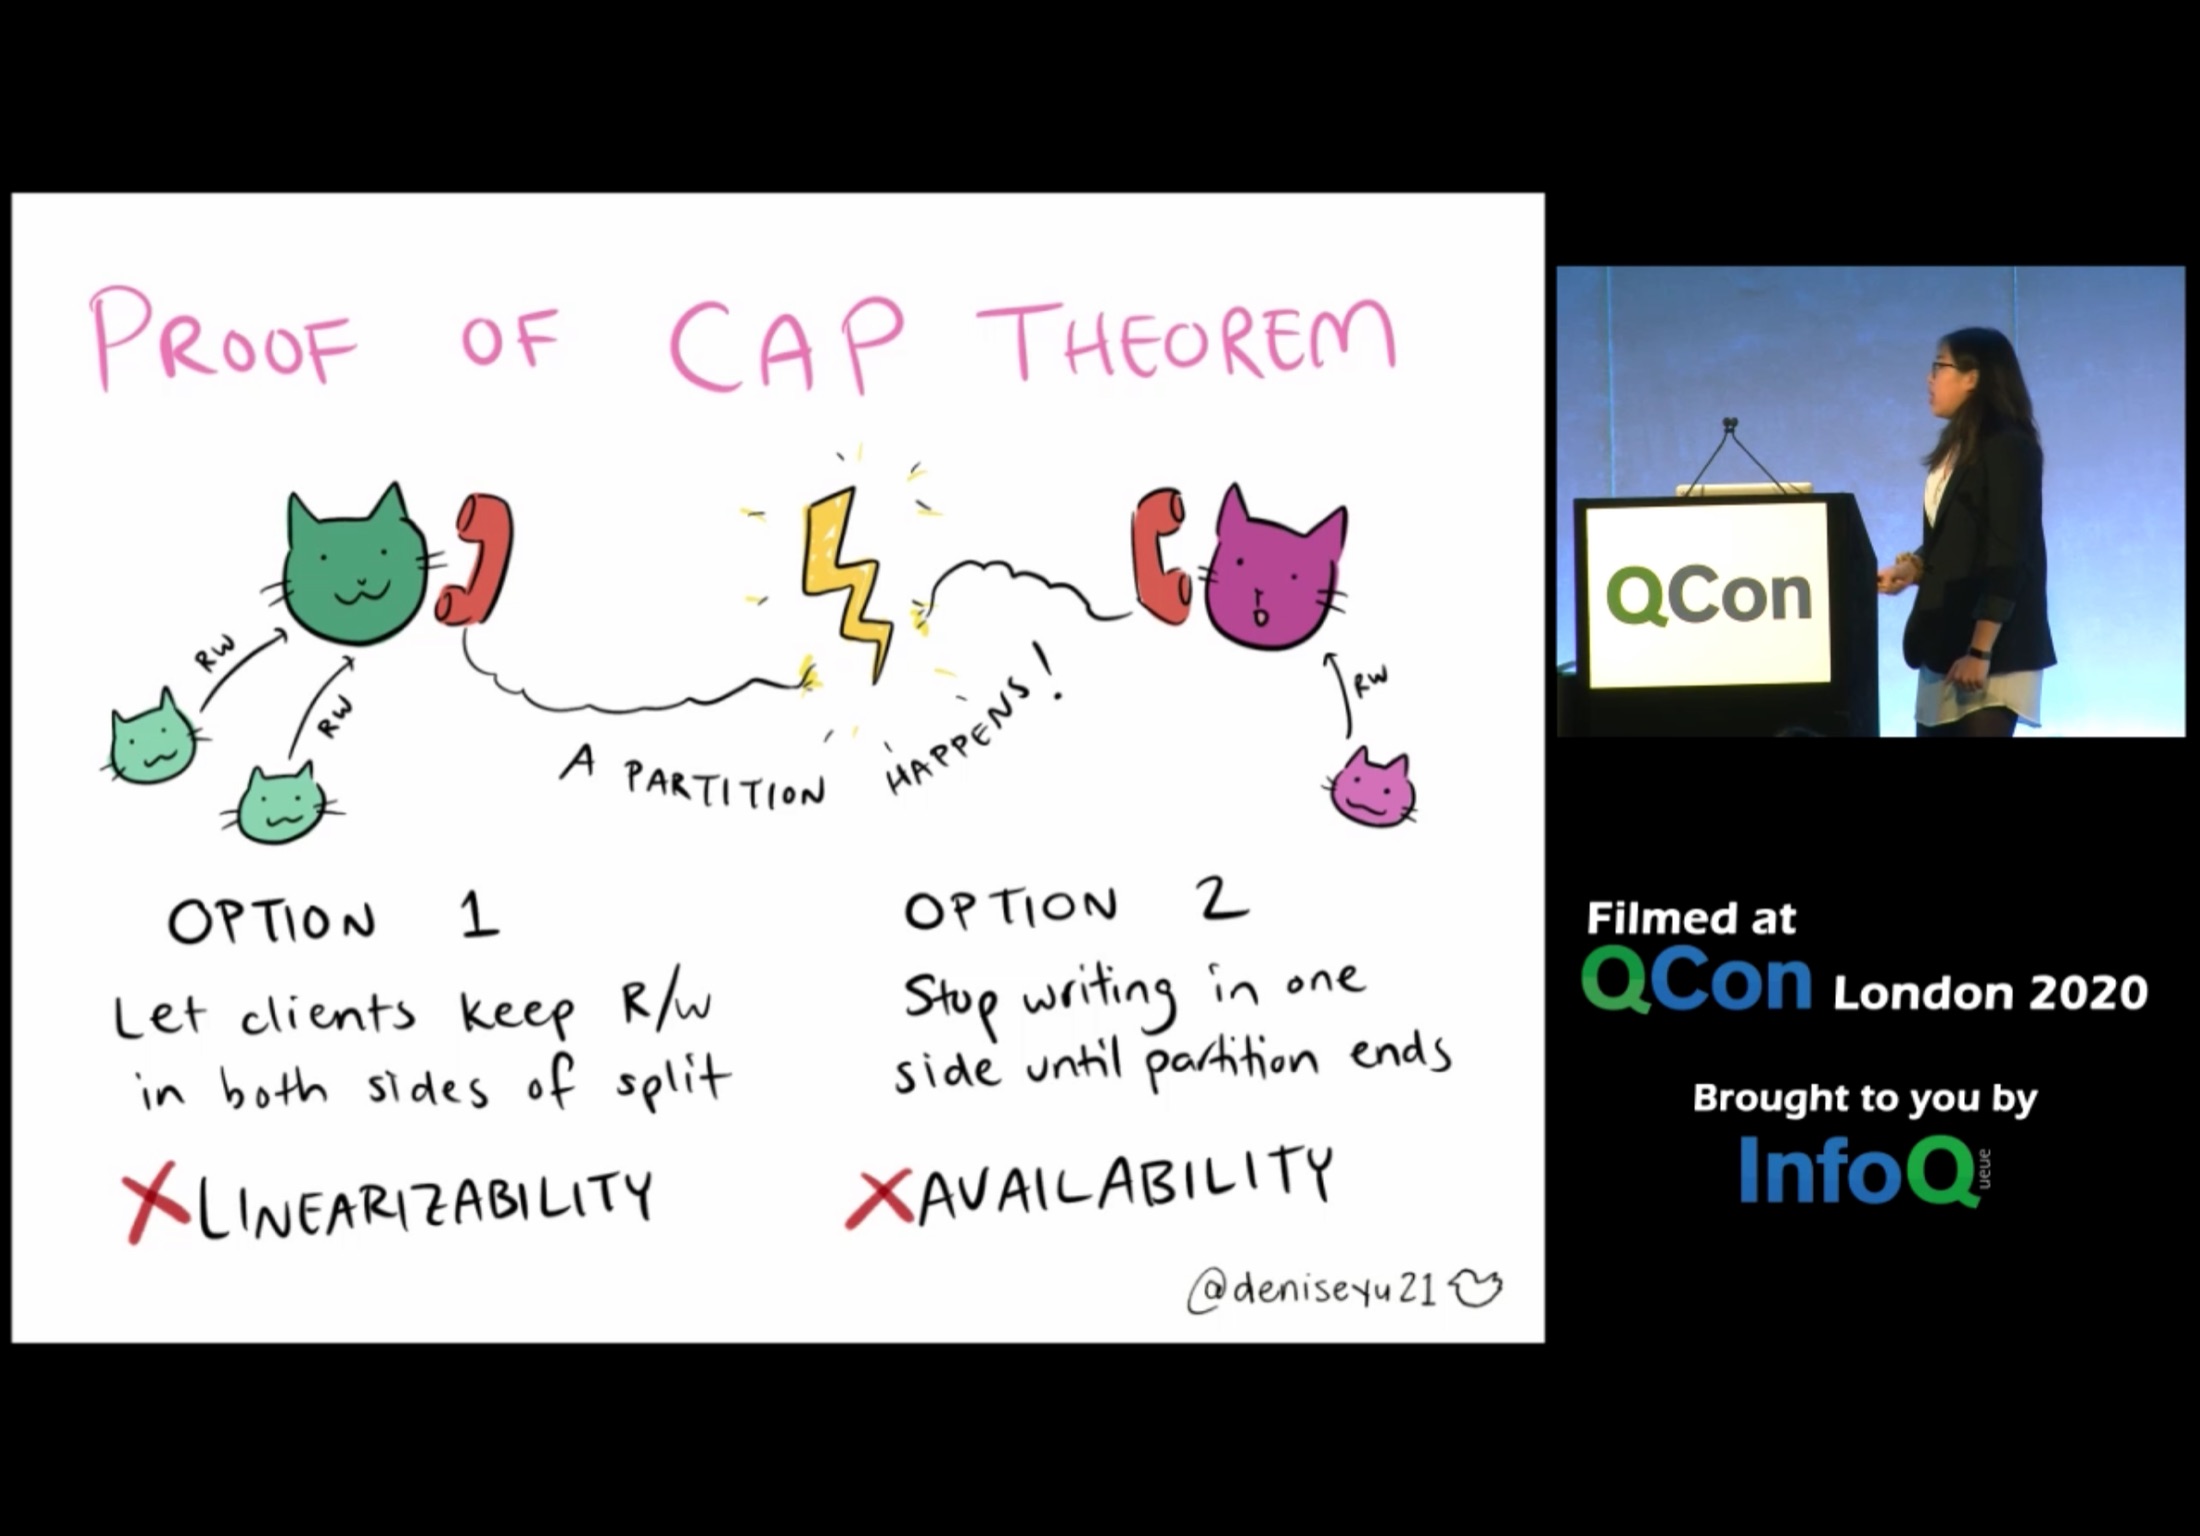 PROOF OF CAP THEOREM
RW
RW
A PARTITION HAPPENS!
RW
OPTION 1
Let clients keep R/W
in both sides of split
LINEARIZABILITY
OPTION 2
Stop writing in one
side until partition ends
AVAILABILITY
@deniseyu21
QCon
Filmed at
QCon London 2020
Brought to you by
InfoQueue